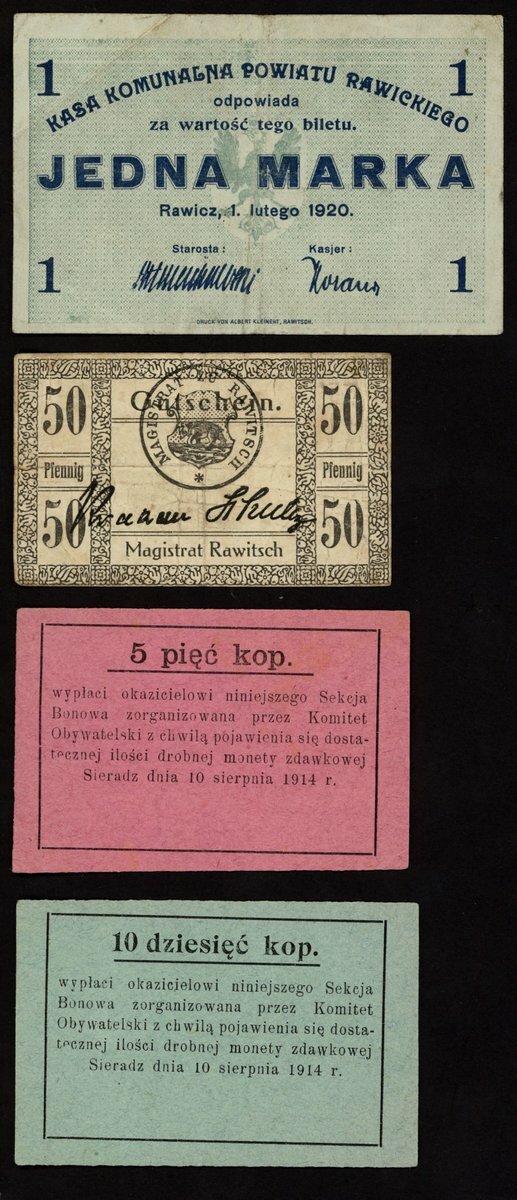 1 1
KASA KOMUNALNA POWIATU RAWICKIEGO
odpowiada
za wartość tego biletu.
JEDNA MARKA
Rawicz, 1. lutego 1920.
Starosta : Kasjer :
1 1
DRUCK VON ALBERT KLEINERT, RAWITSCH.
50 Gutschein. 50
MAGISTRAT ZU RAWITSCH *
Pfennig Pfennig
50 50
Magistrat Rawitsch
5 pięć kop.
wypłaci okazicielowi niniejszego Sekcja
Bonowa zorganizowana przez Komitet
Obywatelski z chwilą pojawienia się dosta-
tecznej ilości drobnej monety zdawkowej
Sieradz dnia 10 sierpnia 1914 r.
10 dziesięć kop.
wypłaci okazicielowi niniejszego Sekcja
Bonowa zorganizowana przez Komitet
Obywatelski z chwilą pojawienia się dosta-
tecznej ilości drobnej monety zdawkowej
Sieradz dnia 10 sierpnia 1914 r.